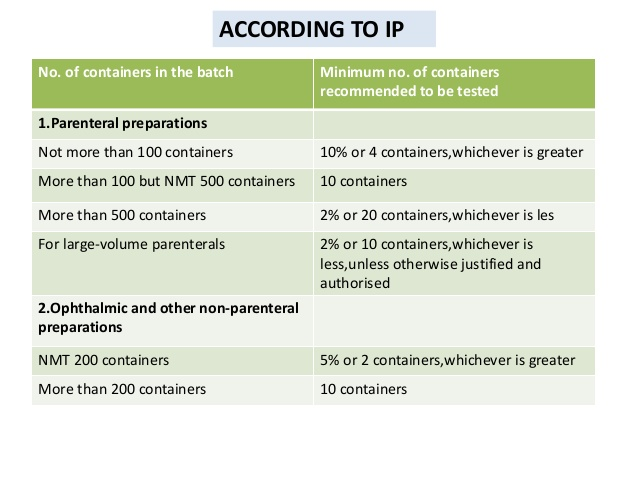 ACCORDING TO IP
No. of containers in the batch
Minimum no. of containers
recommended to be tested
1.Parenteral preparations
Not more than 100 containers
10% or 4 containers,whichever is greater
More than 100 but NMT 500 containers
10 containers
More than 500 containers
2% or 20 containers,whichever is les
For large-volume parenterals
2% or 10 containers,whichever is
less,unless otherwise justified and
authorised
2.Ophthalmic and other non-parenteral
preparations
NMT 200 containers
5% or 2 containers,whichever is greater
More than 200 containers
10 containers